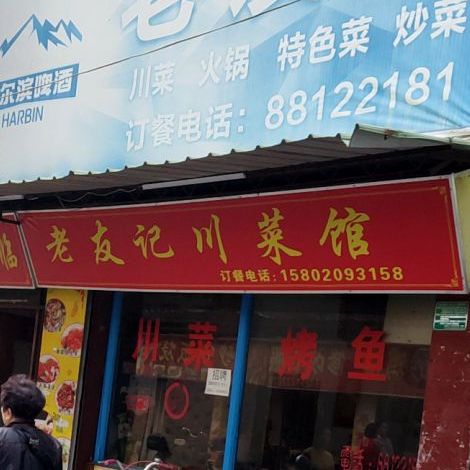 尔滨啤酒
HARBIN
川菜 火锅 特色菜 炒菜
订餐电话：88122181
临
老友记川菜馆
订餐电话：15802093158
川菜 烤鱼
招聘